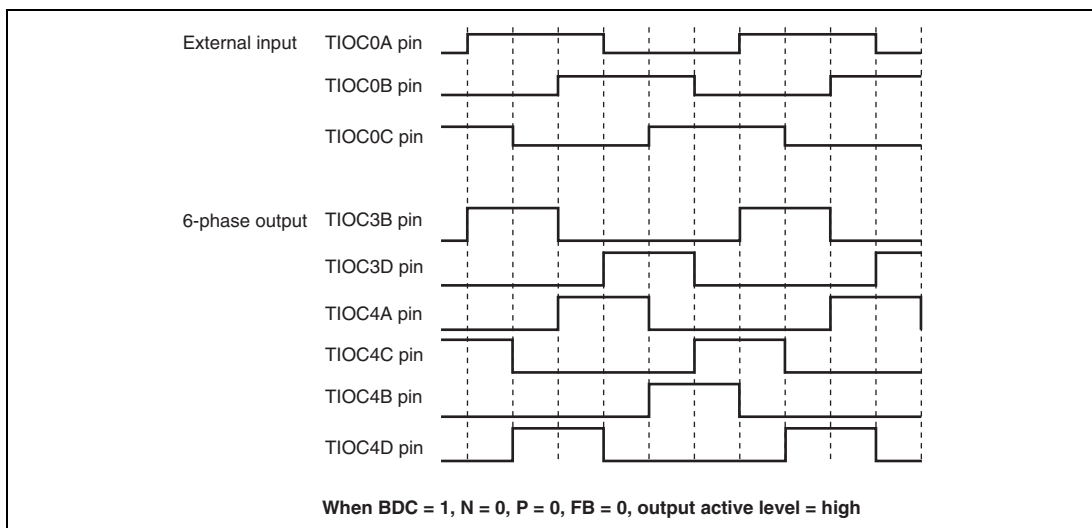 External input TIOC0A pin
TIOC0B pin
TIOC0C pin
6-phase output TIOC3B pin
TIOC3D pin
TIOC4A pin
TIOC4C pin
TIOC4B pin
TIOC4D pin
When BDC = 1, N = 0, P = 0, FB = 0, output active level = high